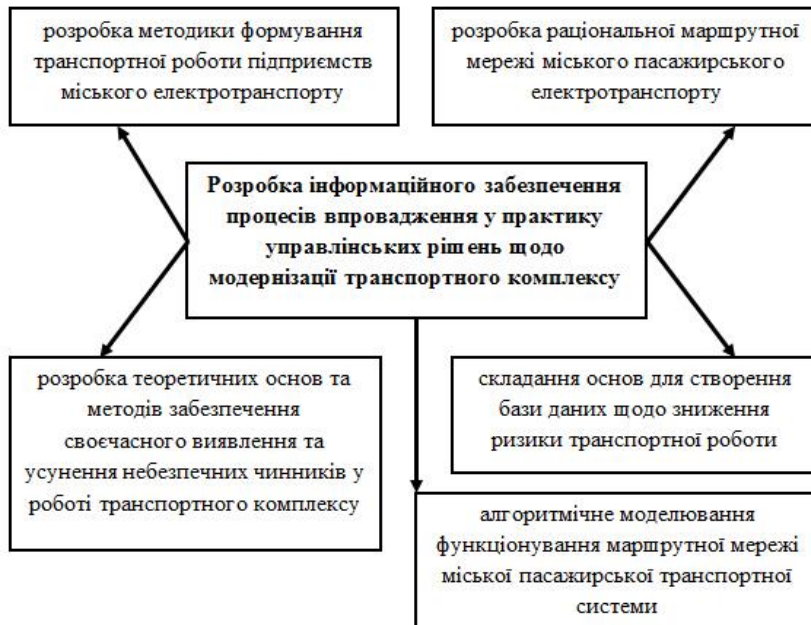 розробка методики формування
транспортної роботи підприємств
міського електротранспорту
розробка раціональної маршрутної
мережі міського пасажирського
електротранспорту
Розробка інформаційного забезпечення
процесів впровадження у практику
управлінських рішень щодо
модернізації транспортного комплексу
розробка теоретичних основ та
методів забезпечення
своєчасного виявлення та
усунення небезпечних чинників у
роботі транспортного комплексу
складання основ для створення
бази даних щодо зниження
ризики транспортної роботи
алгоритмічне моделювання
функціонування маршрутної мережі
міської пасажирської транспортної
системи